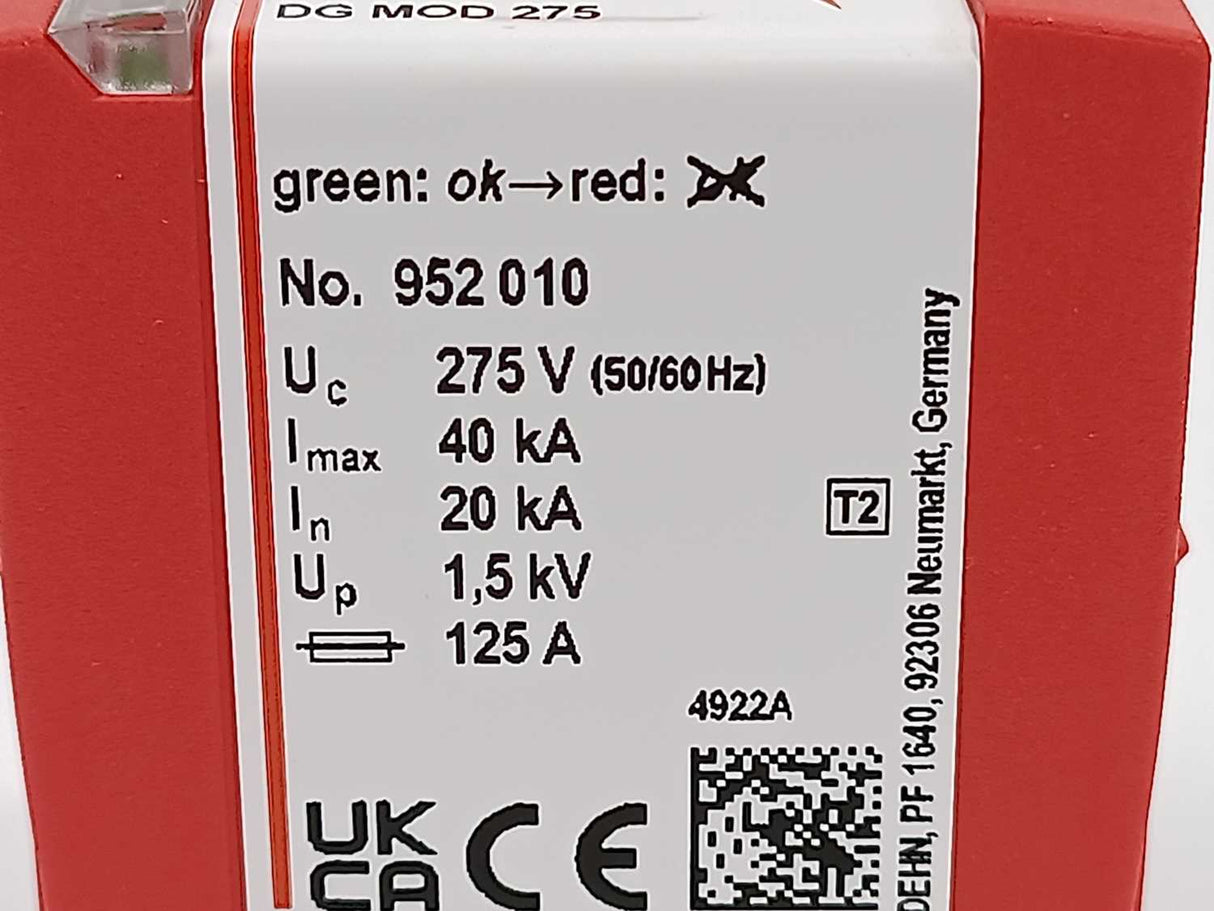 DG MOD 275
green: ok→red: ok
No. 952 010
Uc 275 V (50/60 Hz)
Imax 40 kA
In 20 kA
Up 1,5 kV
125 A
T2
4922A
UK
CA
CE
DEHN, PF 1640, 92306 Neumarkt, Germany